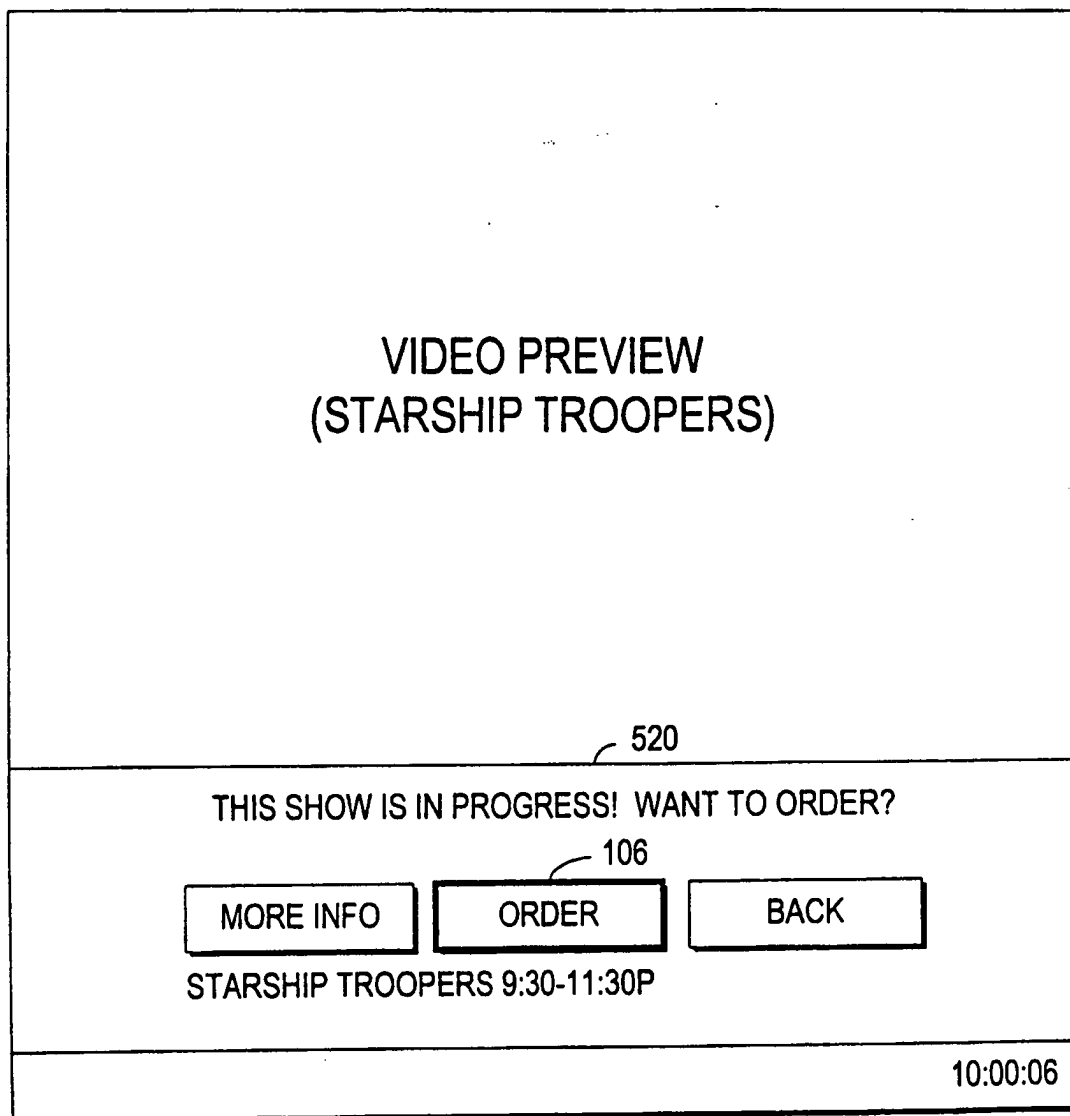 VIDEO PREVIEW
(STARSHIP TROOPERS)
520
THIS SHOW IS IN PROGRESS! WANT TO ORDER?
106
MORE INFO
ORDER
BACK
STARSHIP TROOPERS 9:30-11:30P
10:00:06